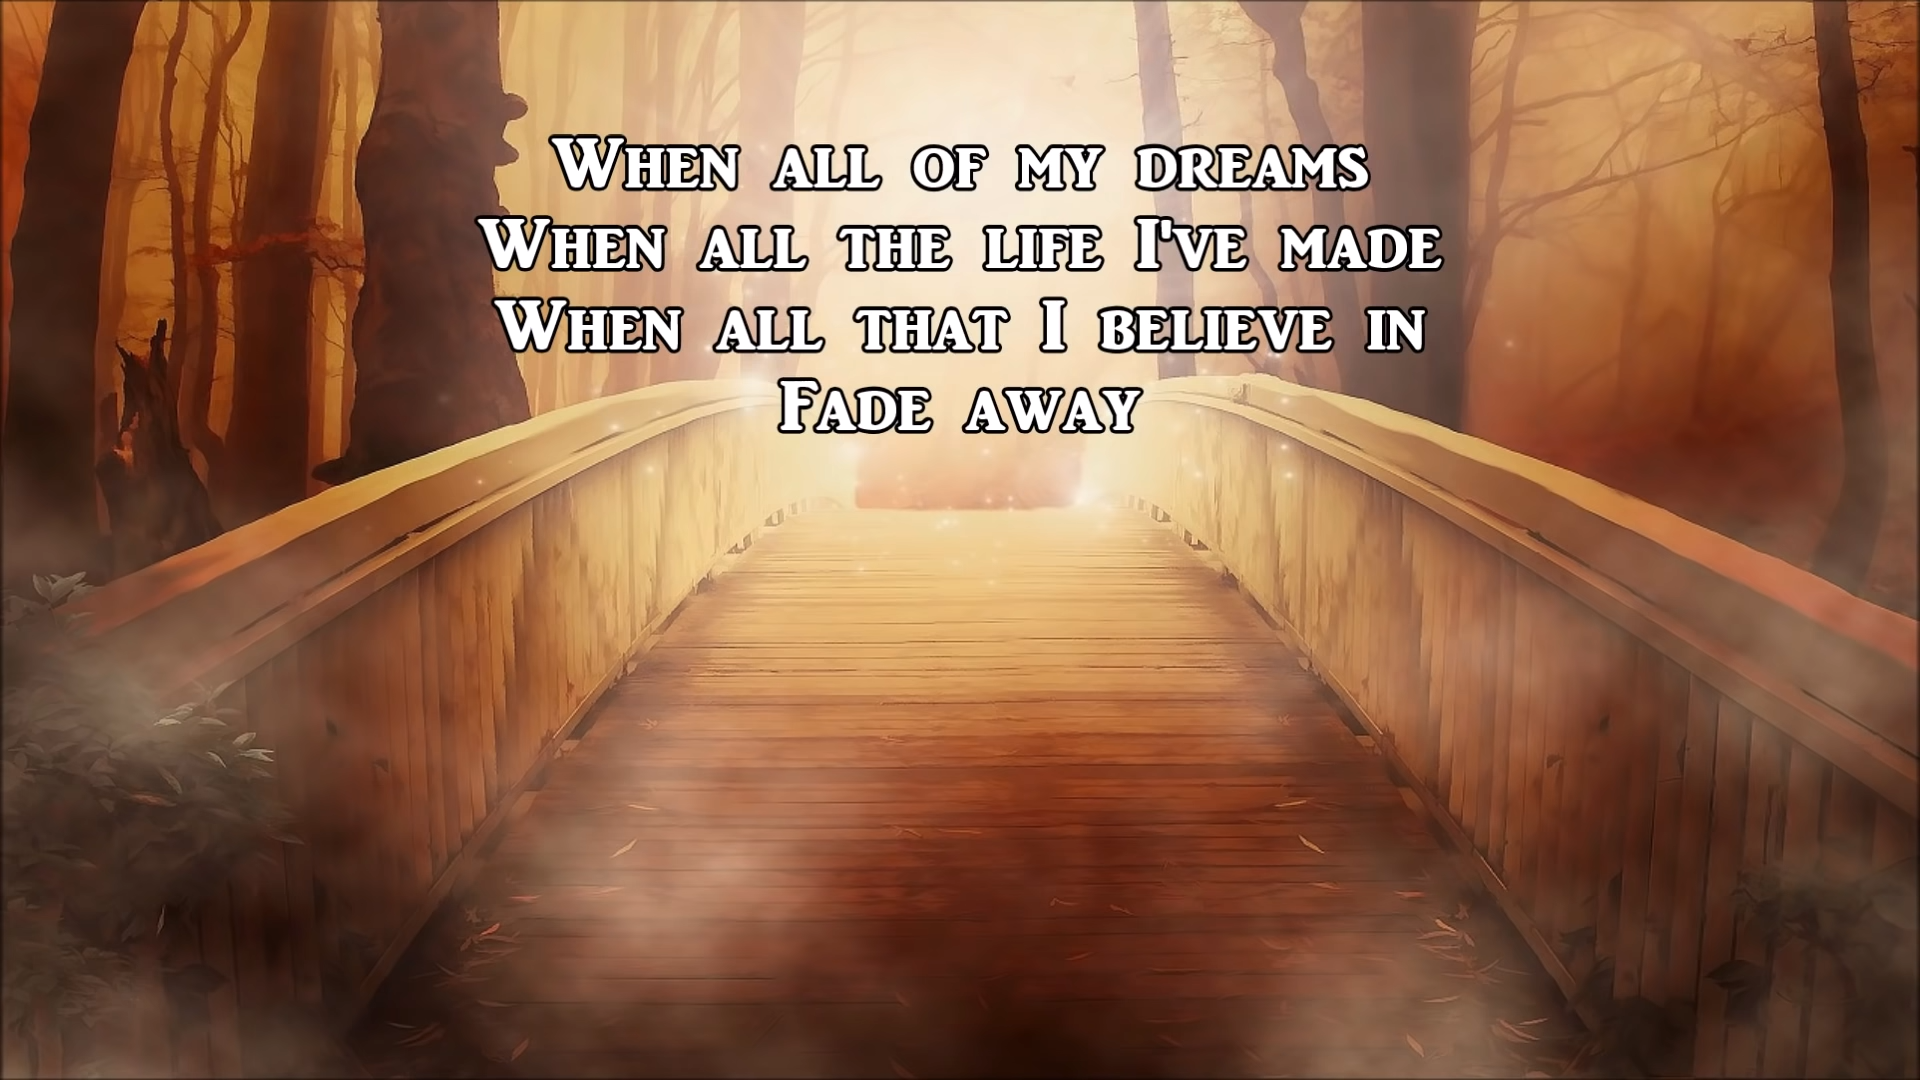 When all of my dreams
When all the life I've made
When all that I believe in
Fade away